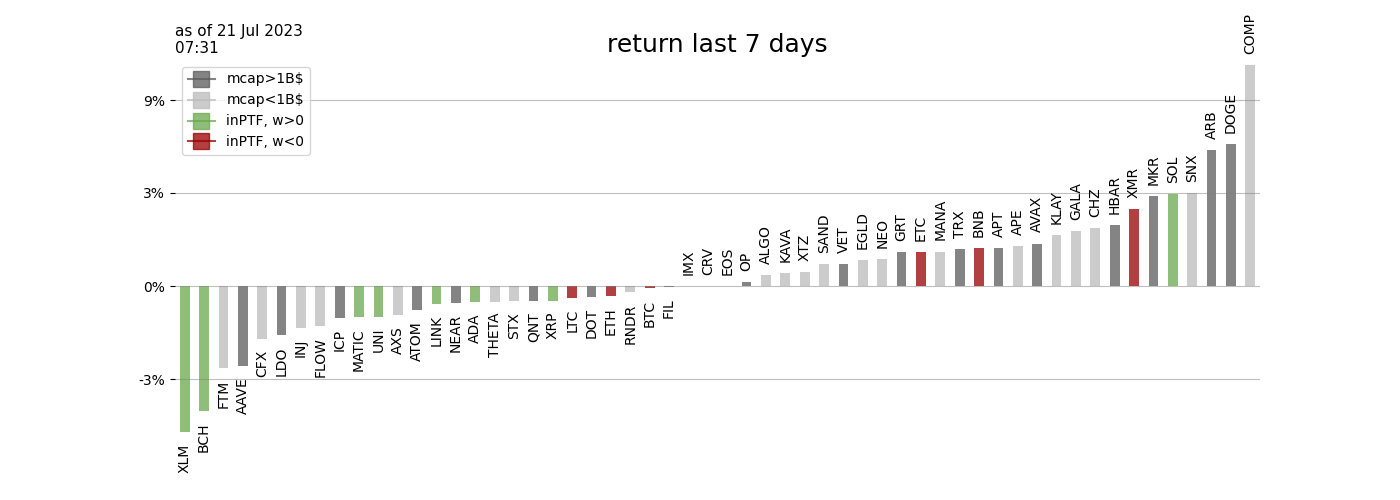 as of 21 Jul 2023
07:31
return last 7 days
mcap>1B$
mcap<1B$
inPTF, w>0
inPTF, w<0
9%
3%
0%
-3%
XLM
BCH
FTM
AAVE
CFX
LDO
INJ
FLOW
ICP
MATIC
UNI
AXS
ATOM
LINK
NEAR
ADA
THETA
STX
QNT
XRP
LTC
DOT
ETH
RNDR
BTC
FIL
IMX
CRV
EOS
OP
ALGO
KAVA
XTZ
SAND
VET
EGLD
NEO
GRT
ETC
MANA
TRX
BNB
APT
APE
AVAX
KLAY
GALA
CHZ
HBAR
XMR
MKR
SOL
SNX
ARB
DOGE
COMP